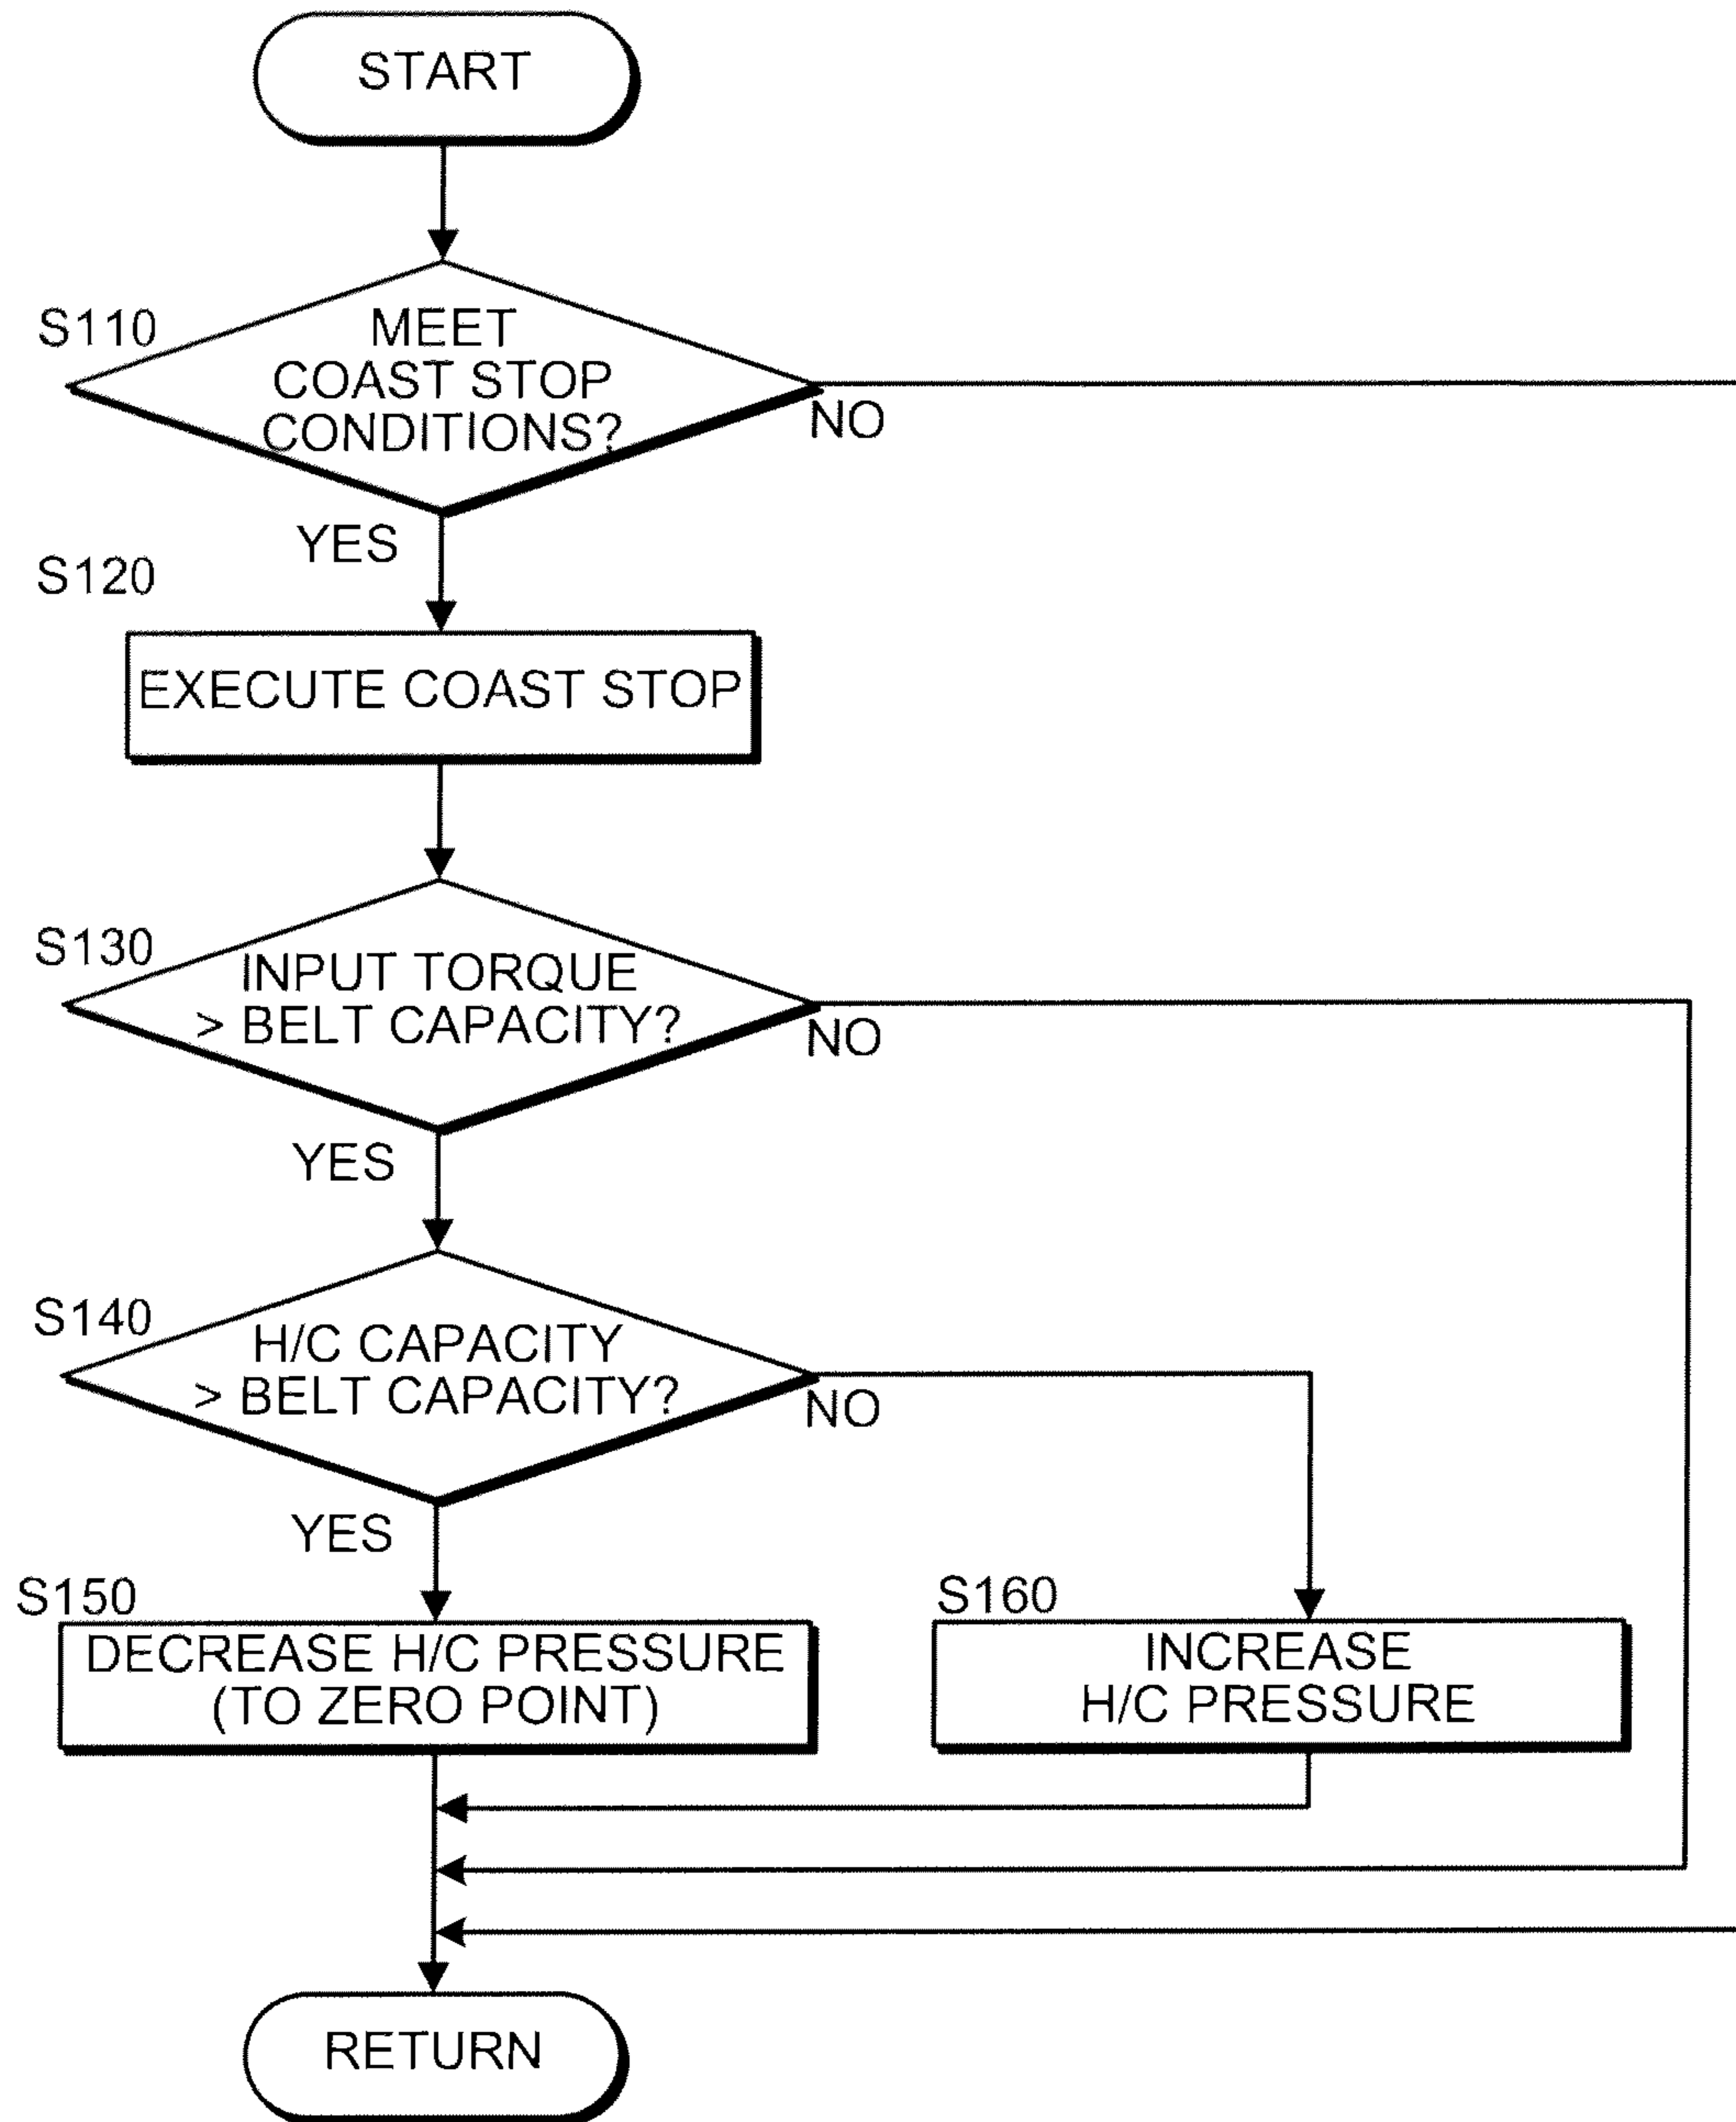 START
S110
MEET
COAST STOP
CONDITIONS?
NO
YES
S120
EXECUTE COAST STOP
S130
INPUT TORQUE
> BELT CAPACITY?
NO
YES
S140
H/C CAPACITY
> BELT CAPACITY?
NO
YES
S150
DECREASE H/C PRESSURE
(TO ZERO POINT)
S160
INCREASE
H/C PRESSURE
RETURN